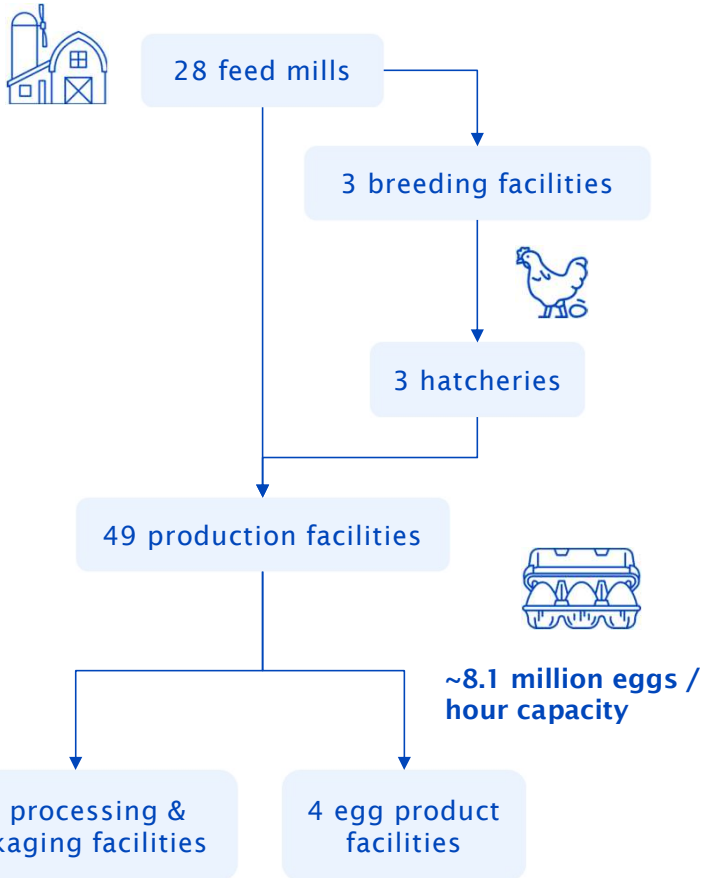 28 feed mills
3 breeding facilities
3 hatcheries
49 production facilities
~8.1 million eggs /
hour capacity
processing &
facilities
4 egg product
facilities